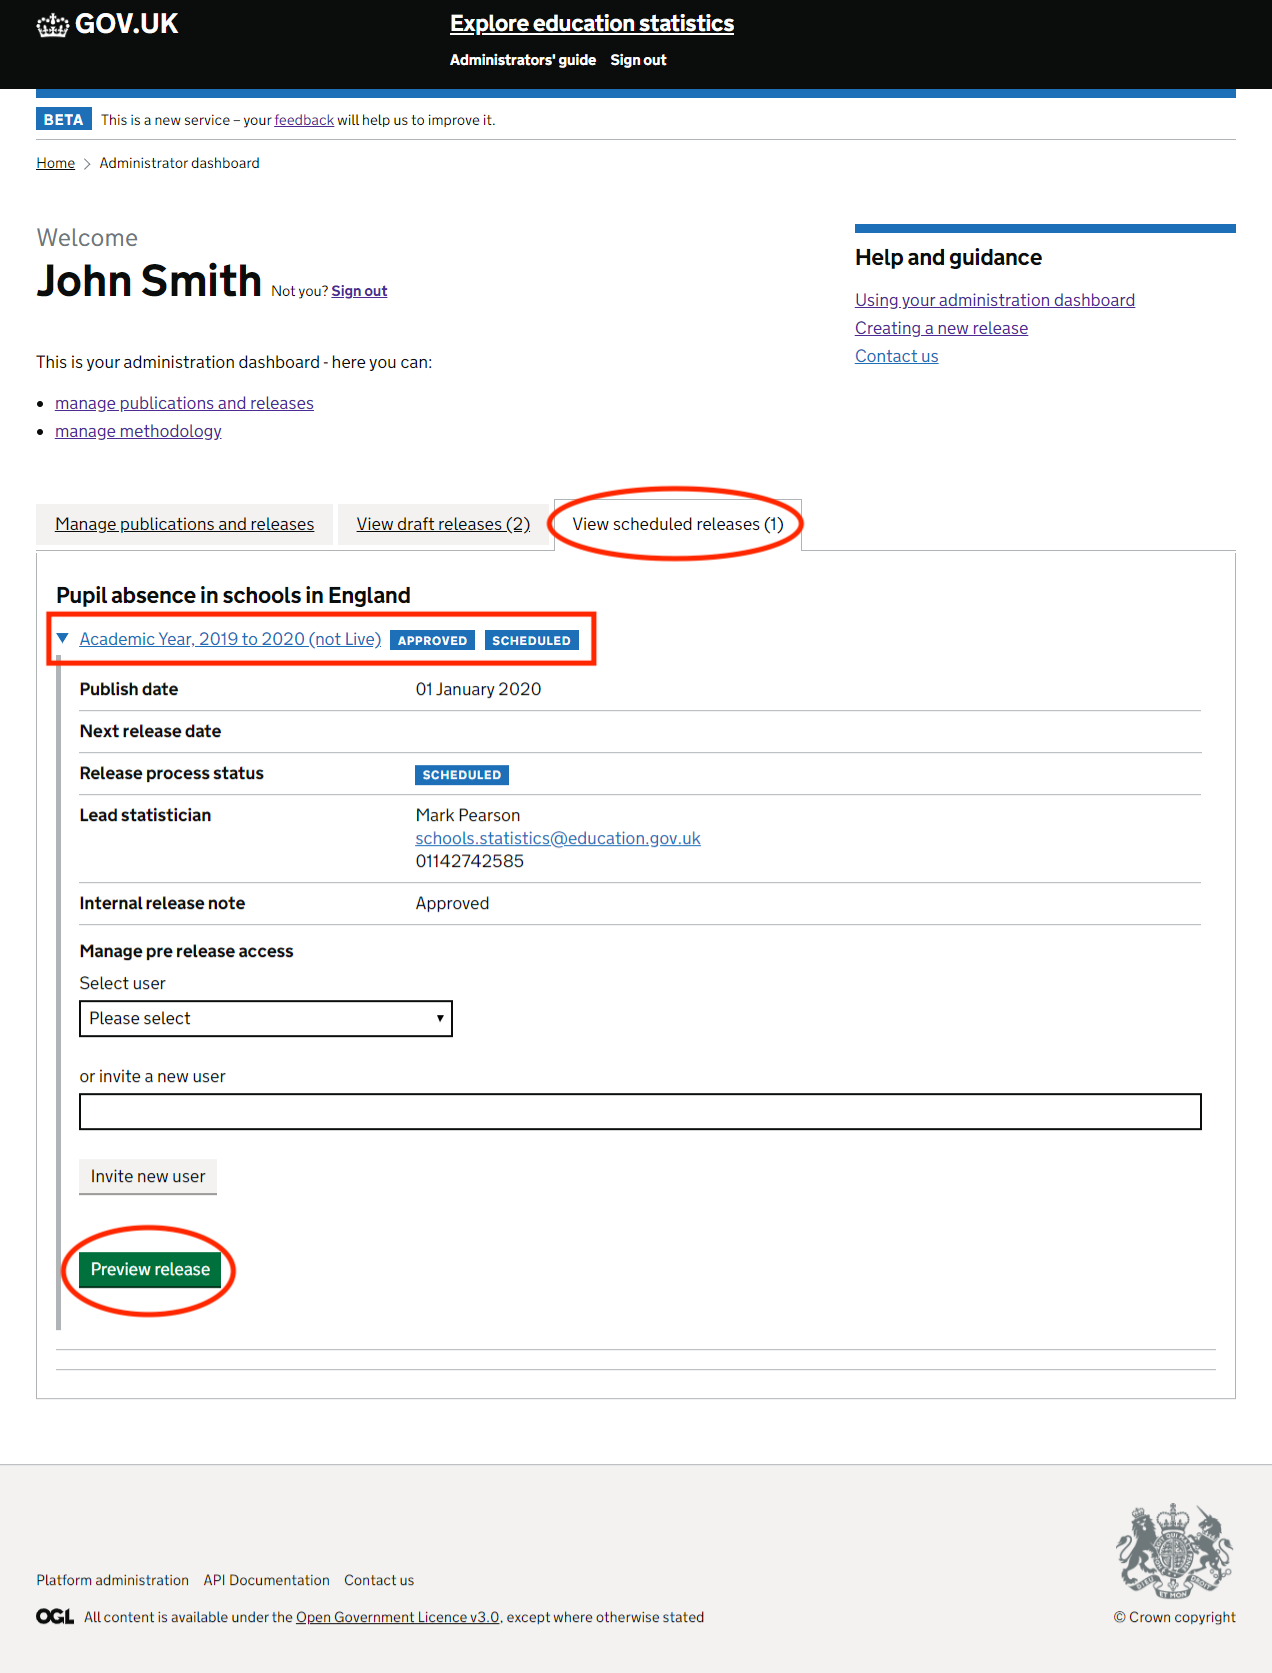 GOV.UK
Explore education statistics
Administrators' guide Sign out
BETA This is a new service – your feedback will help us to improve it.
Home Administrator dashboard
Welcome
John Smith Not you? Sign out
This is your administration dashboard - here you can:
manage publications and releases
manage methodology
Help and guidance
Using your administration dashboard
Creating a new release
Contact us
Manage publications and releases View draft releases (2) View scheduled releases (1)
Pupil absence in schools in England
Academic Year, 2019 to 2020 (not Live) APPROVED SCHEDULED
Publish date 01 January 2020
Next release date
Release process status SCHEDULED
Lead statistician Mark Pearson
schools.statistics@education.gov.uk
01142742585
Internal release note Approved
Manage pre release access
Select user
Please select
or invite a new user
Invite new user
Preview release
Platform administration API Documentation Contact us
OGL All content is available under the Open Government Licence v3.0, except where otherwise stated
© Crown copyright